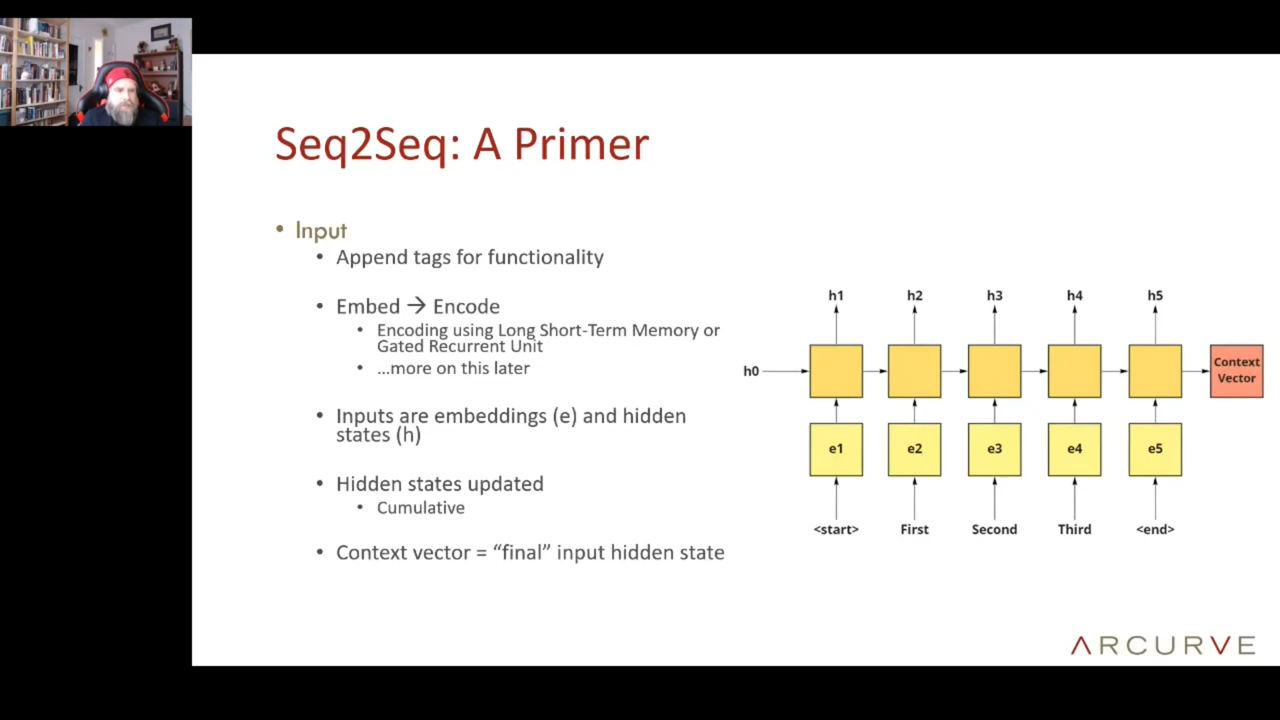 Seq2Seq: A Primer
• Input
• Append tags for functionality
• Embed → Encode
• Encoding using Long Short-Term Memory or
Gated Recurrent Unit
• ...more on this later
• Inputs are embeddings (e) and hidden
states (h)
• Hidden states updated
• Cumulative
• Context vector = “final” input hidden state
h1 h2 h3 h4 h5
h0
Context
Vector
e1 e2 e3 e4 e5
<start> First Second Third <end>
ARCURVE